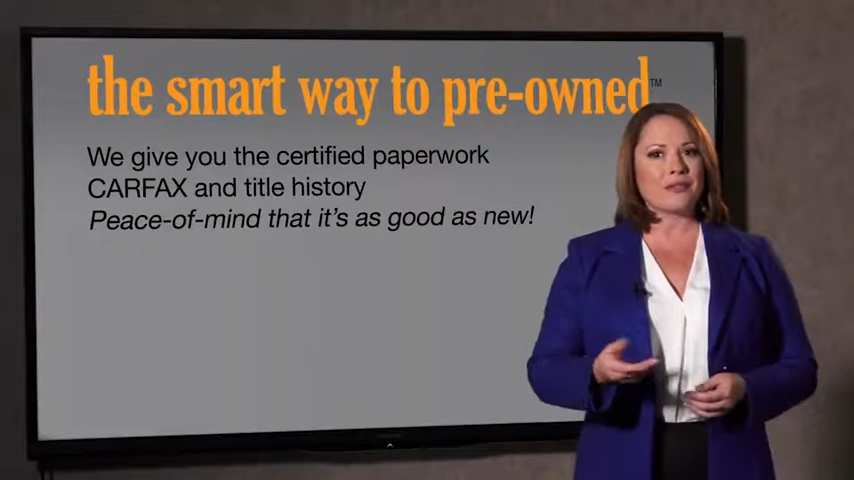 the smart way to pre-owned™
We give you the certified paperwork
CARFAX and title history
Peace-of-mind that it's as good as new!